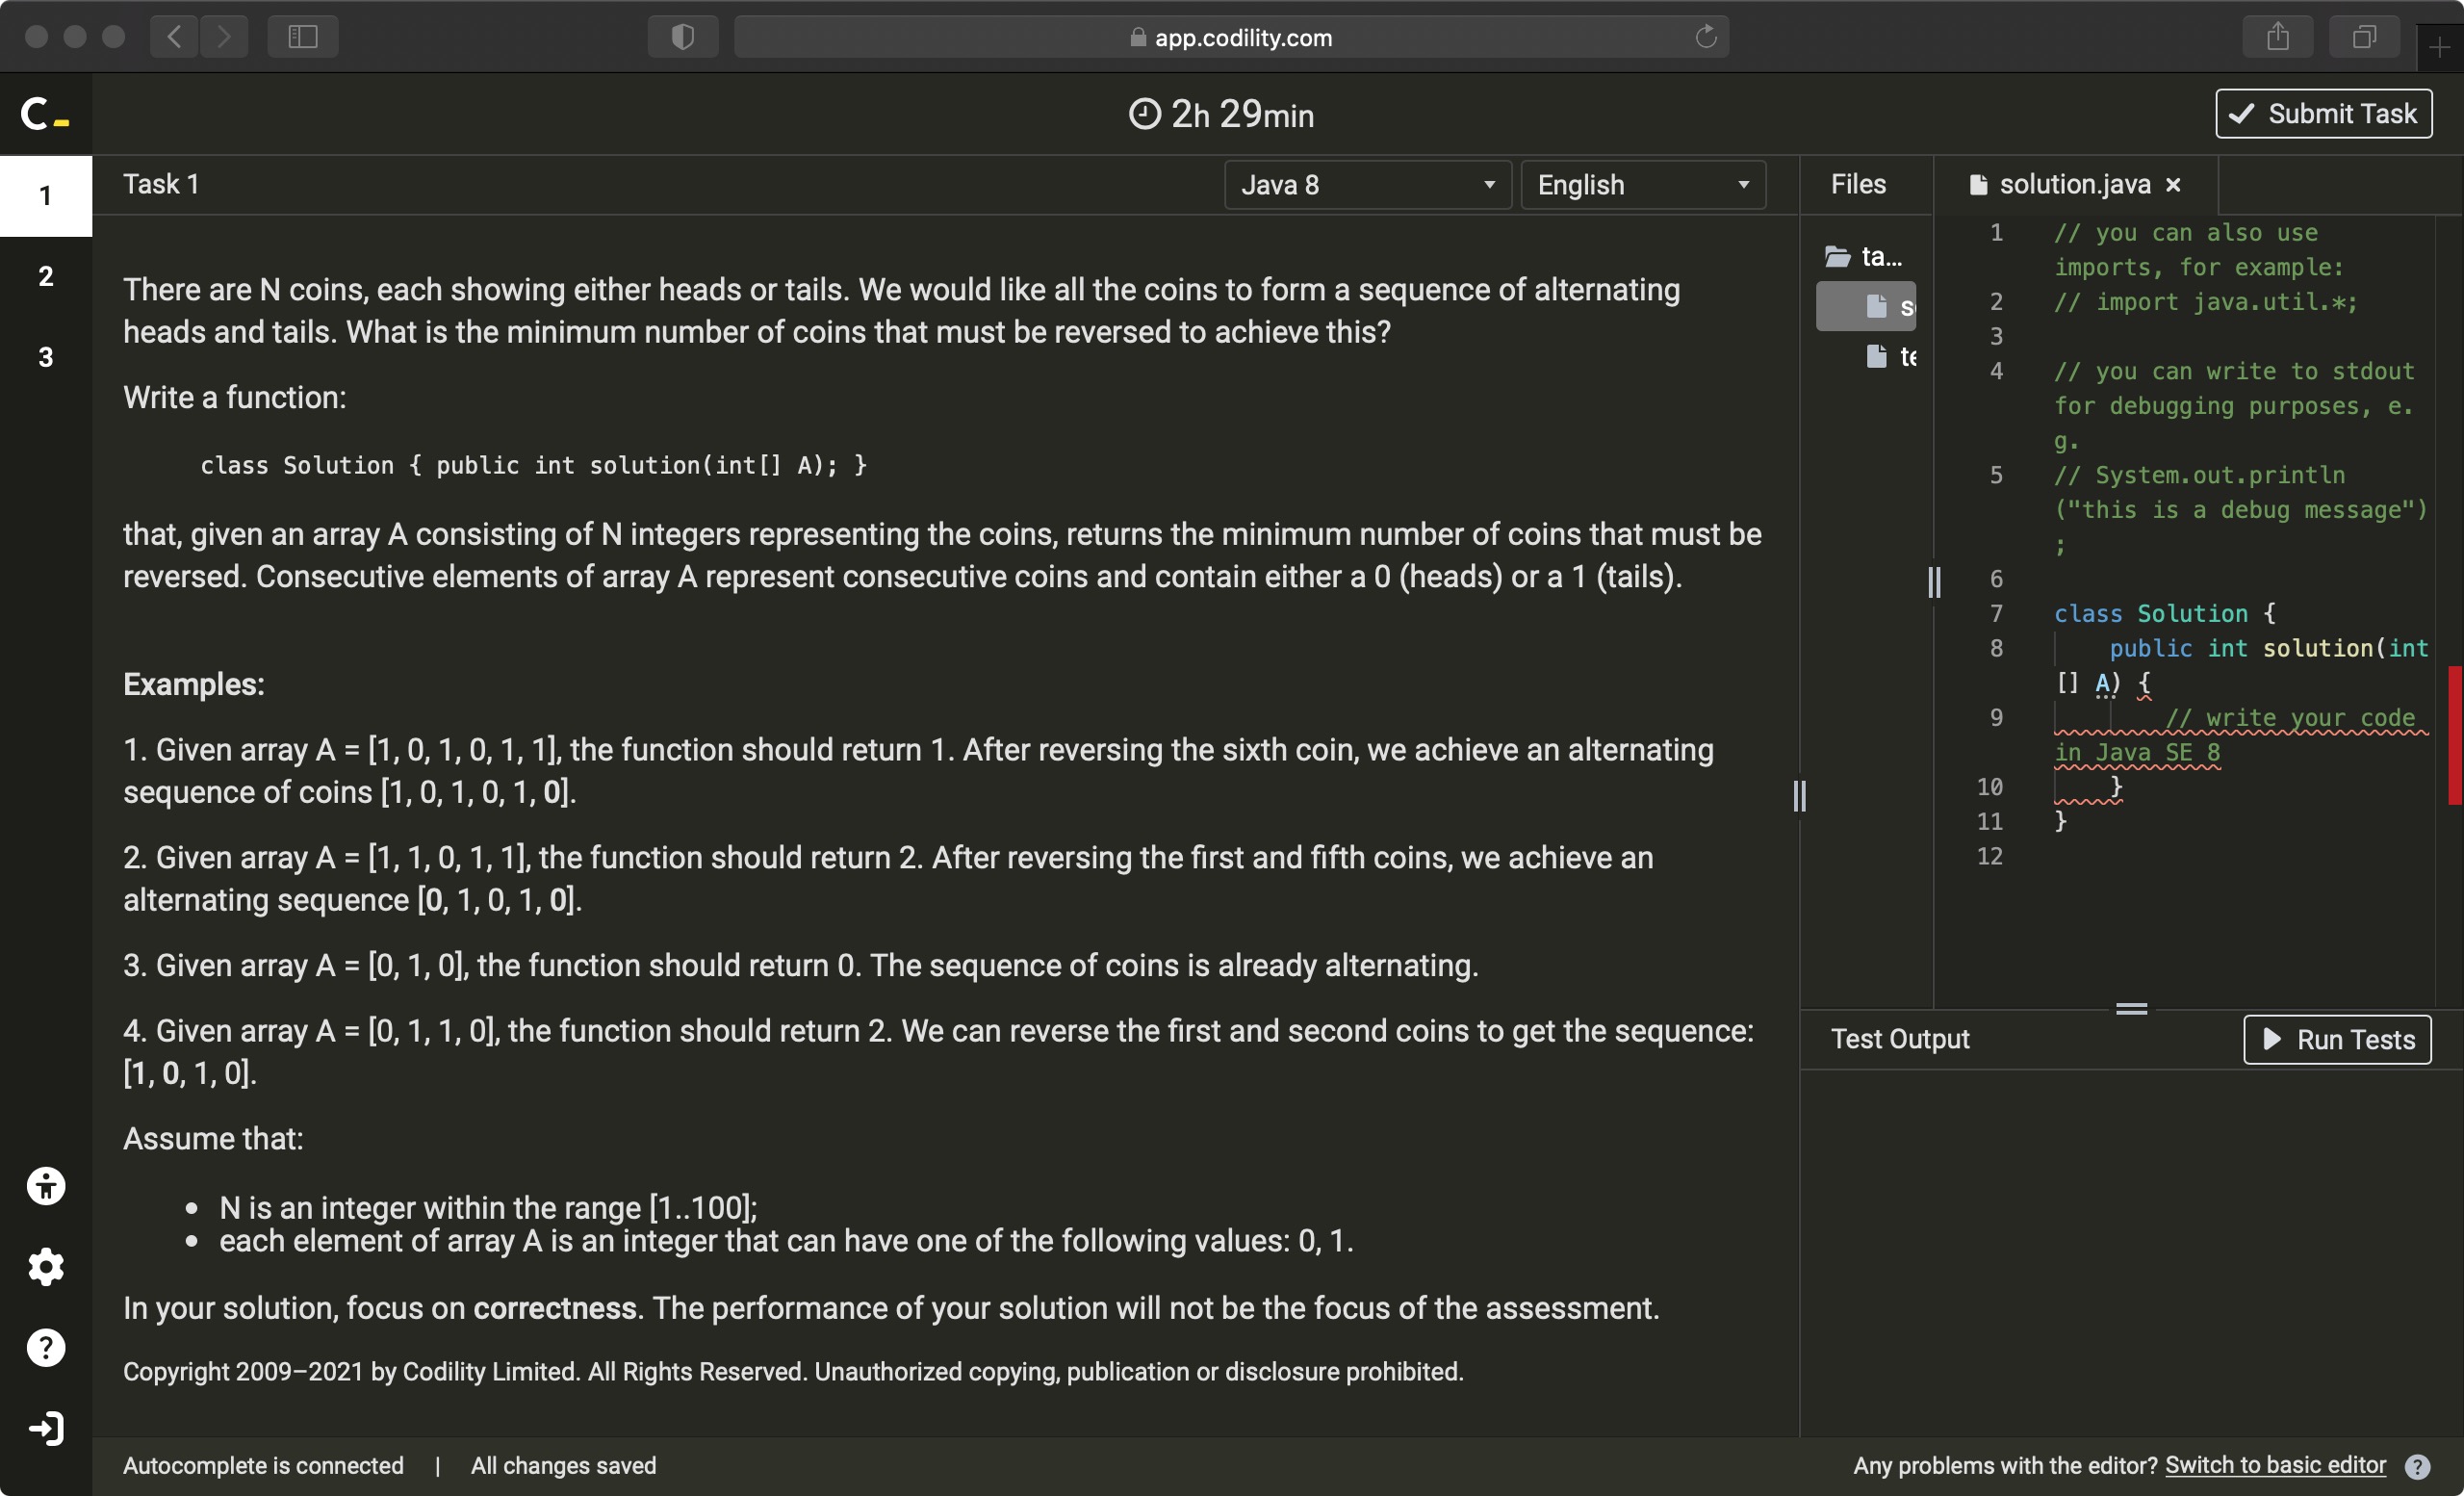 app.codility.com
C_
2h 29min
Submit Task
1
2
3
Task 1
Java 8
English
There are N coins, each showing either heads or tails. We would like all the coins to form a sequence of alternating
heads and tails. What is the minimum number of coins that must be reversed to achieve this?
Write a function:
class Solution { public int solution(int[] A); }
that, given an array A consisting of N integers representing the coins, returns the minimum number of coins that must be
reversed. Consecutive elements of array A represent consecutive coins and contain either a 0 (heads) or a 1 (tails).
Examples:
1. Given array A = [1, 0, 1, 0, 1, 1], the function should return 1. After reversing the sixth coin, we achieve an alternating
sequence of coins [1, 0, 1, 0, 1, 0].
2. Given array A = [1, 1, 0, 1, 1], the function should return 2. After reversing the first and fifth coins, we achieve an
alternating sequence [0, 1, 0, 1, 0].
3. Given array A = [0, 1, 0], the function should return 0. The sequence of coins is already alternating.
4. Given array A = [0, 1, 1, 0], the function should return 2. We can reverse the first and second coins to get the sequence:
[1, 0, 1, 0].
Assume that:
• N is an integer within the range [1..100];
• each element of array A is an integer that can have one of the following values: 0, 1.
In your solution, focus on correctness. The performance of your solution will not be the focus of the assessment.
Copyright 2009–2021 by Codility Limited. All Rights Reserved. Unauthorized copying, publication or disclosure prohibited.
Files
ta...
s
te
solution.java ×
1 // you can also use
imports, for example:
2 // import java.util.*;
3
4 // you can write to stdout
for debugging purposes, e.
g.
5 // System.out.println
("this is a debug message")
;
6
7 class Solution {
8 public int solution(int
[] A) {
9 // write your code
in Java SE 8
10 }
11 }
12
Test Output
Run Tests
Autocomplete is connected | All changes saved
Any problems with the editor? Switch to basic editor ?